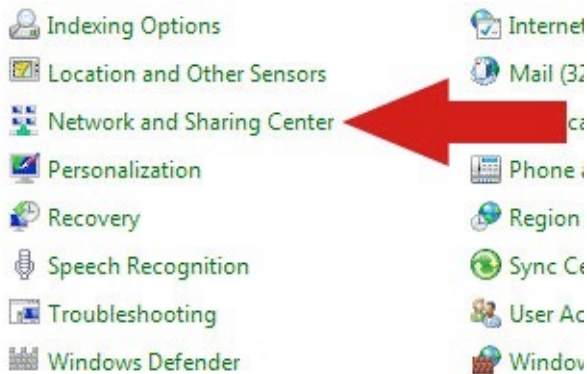 Indexing Options
Location and Other Sensors
Network and Sharing Center
Personalization
Recovery
Speech Recognition
Troubleshooting
Windows Defender
Internet
Mail (32
Phone a
Region
Sync Ce
User Ac
Window